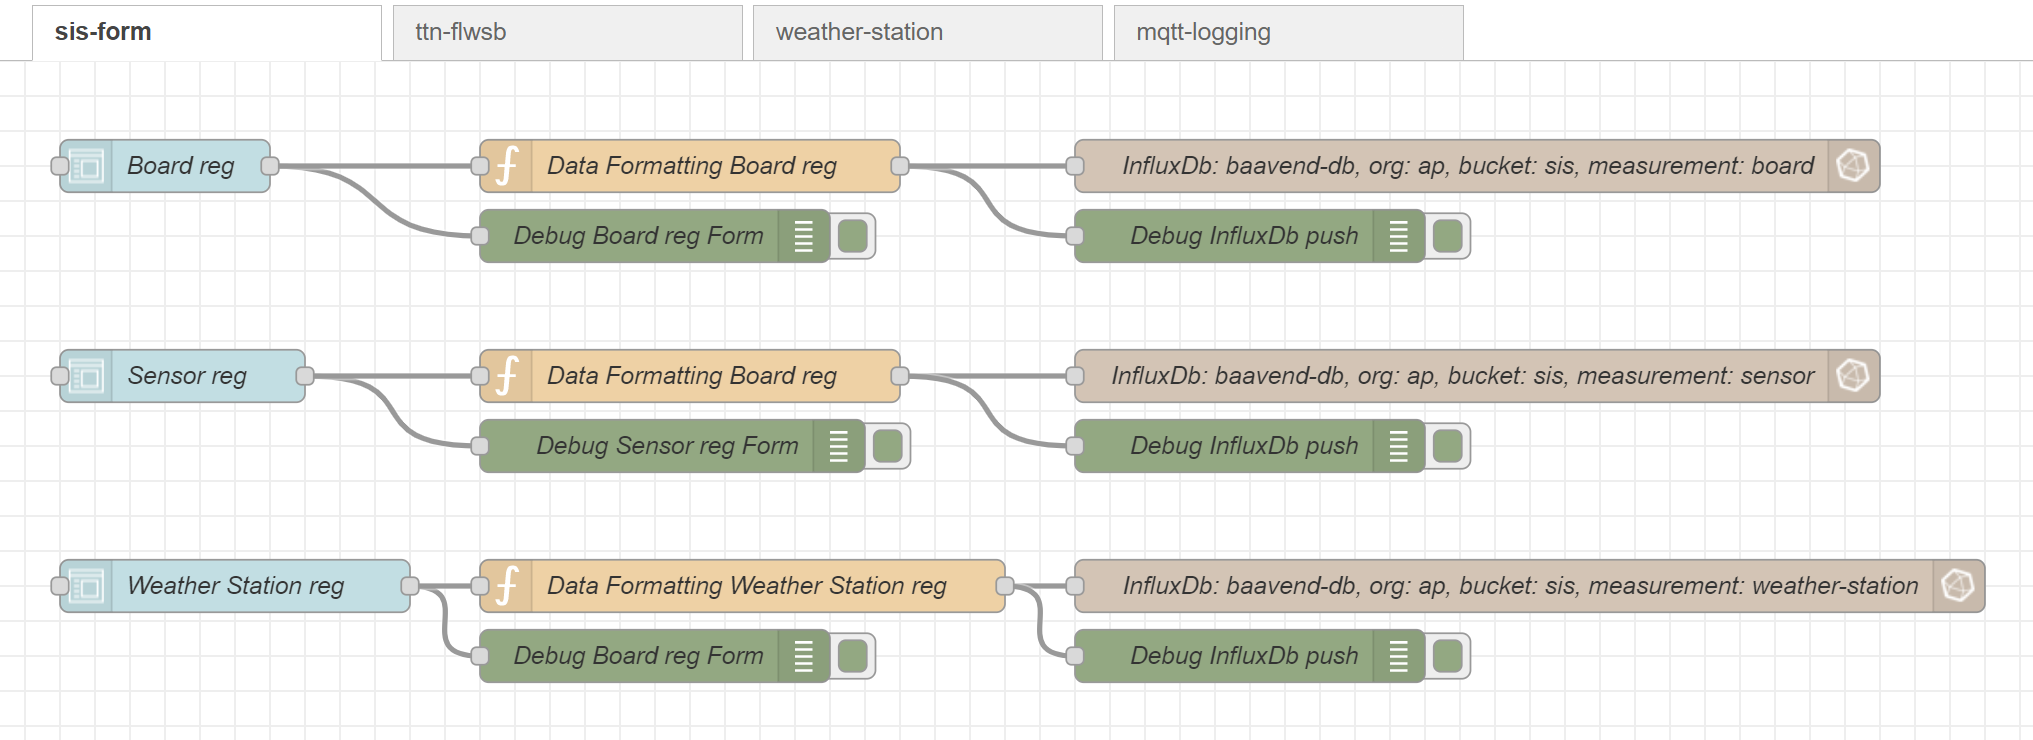 sis-form
ttn-flwsb
weather-station
mqtt-logging
Board reg
Data Formatting Board reg
InfluxDb: baavend-db, org: ap, bucket: sis, measurement: board
Debug Board reg Form
Debug InfluxDb push
Sensor reg
Data Formatting Board reg
InfluxDb: baavend-db, org: ap, bucket: sis, measurement: sensor
Debug Sensor reg Form
Debug InfluxDb push
Weather Station reg
Data Formatting Weather Station reg
InfluxDb: baavend-db, org: ap, bucket: sis, measurement: weather-station
Debug Board reg Form
Debug InfluxDb push